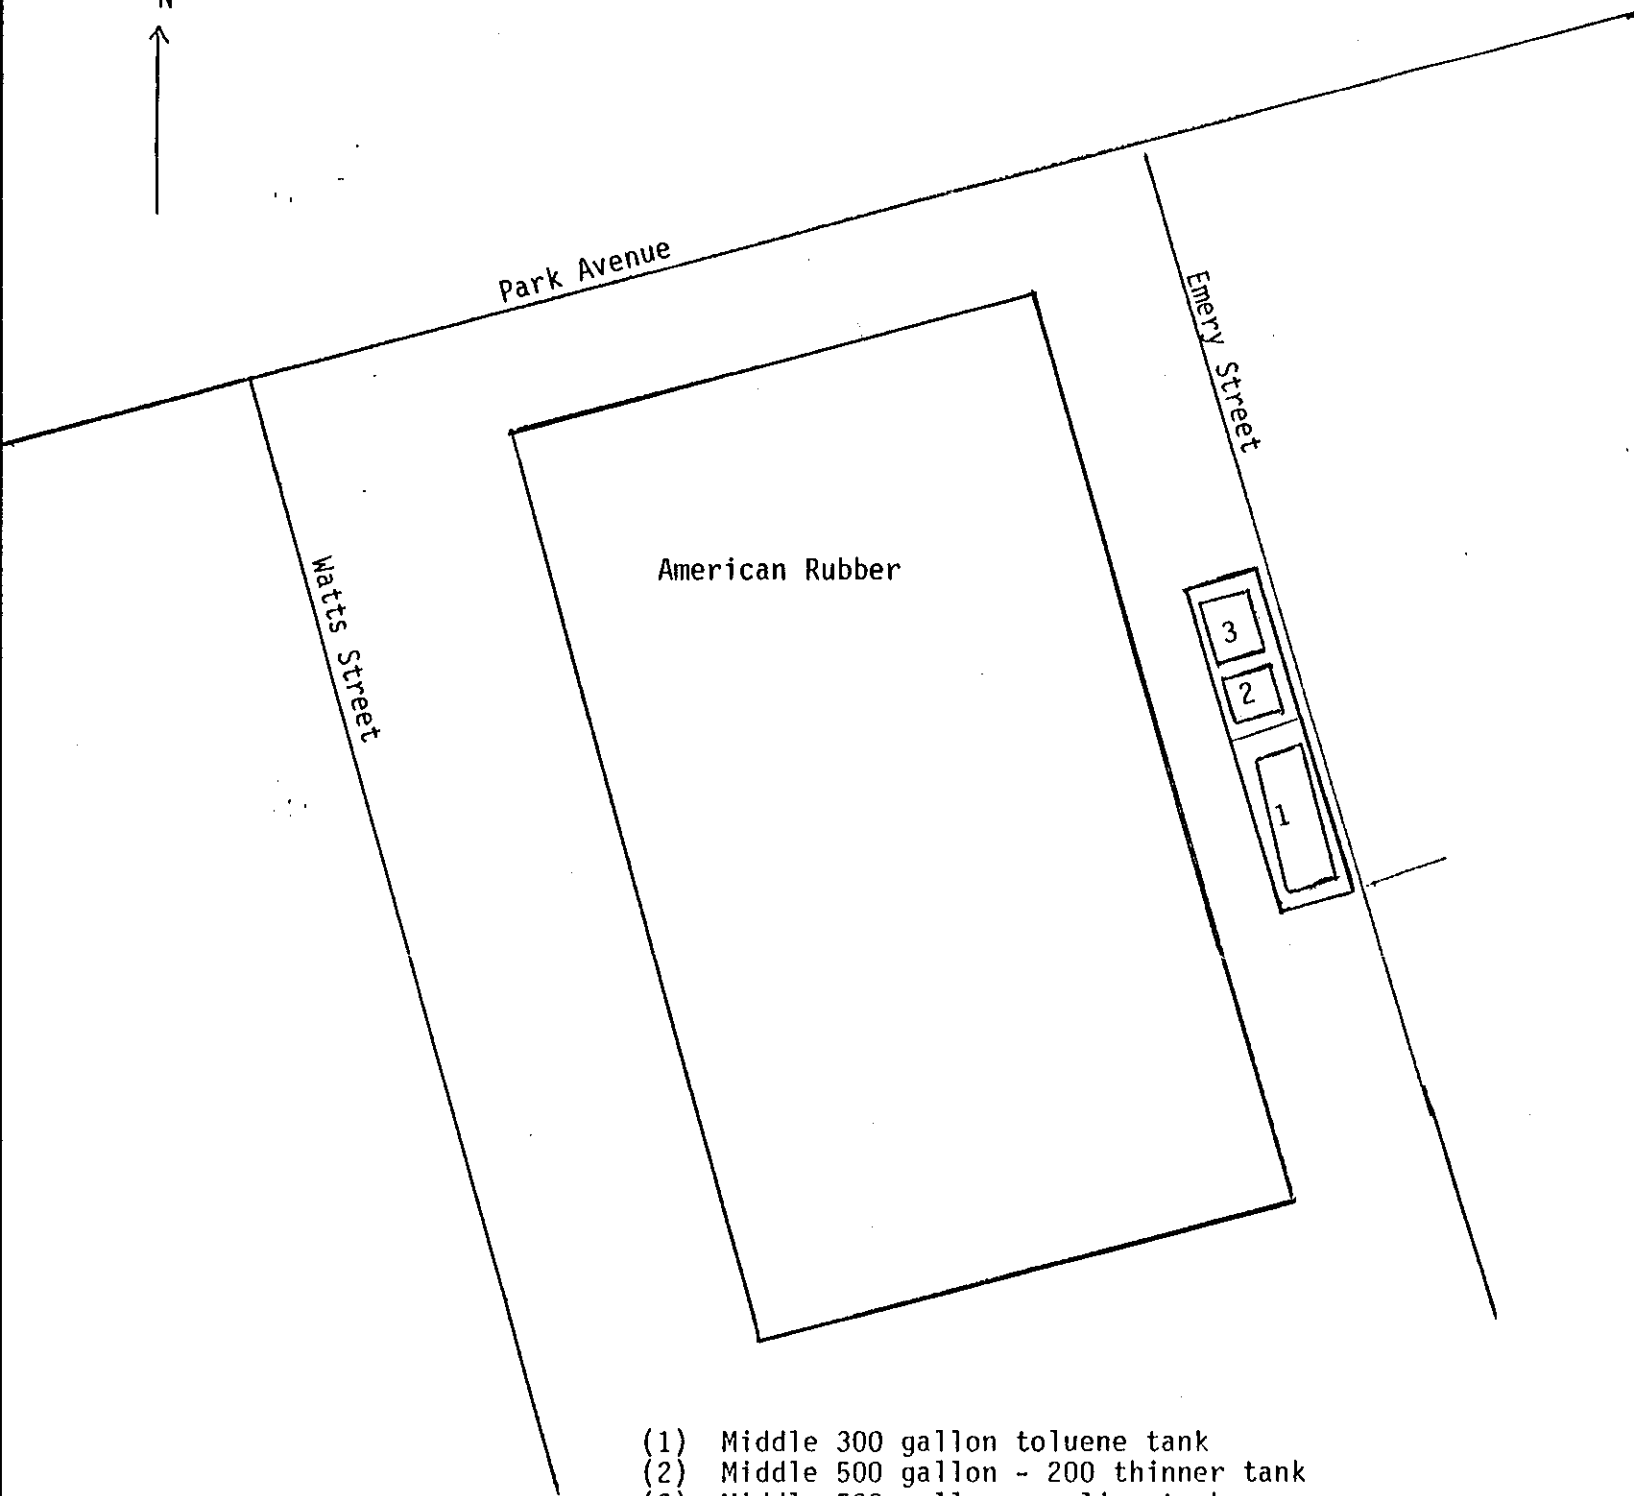 N
Park Avenue
Emery Street
Watts Street
American Rubber
3
2
1
(1) Middle 300 gallon toluene tank
(2) Middle 500 gallon - 200 thinner tank